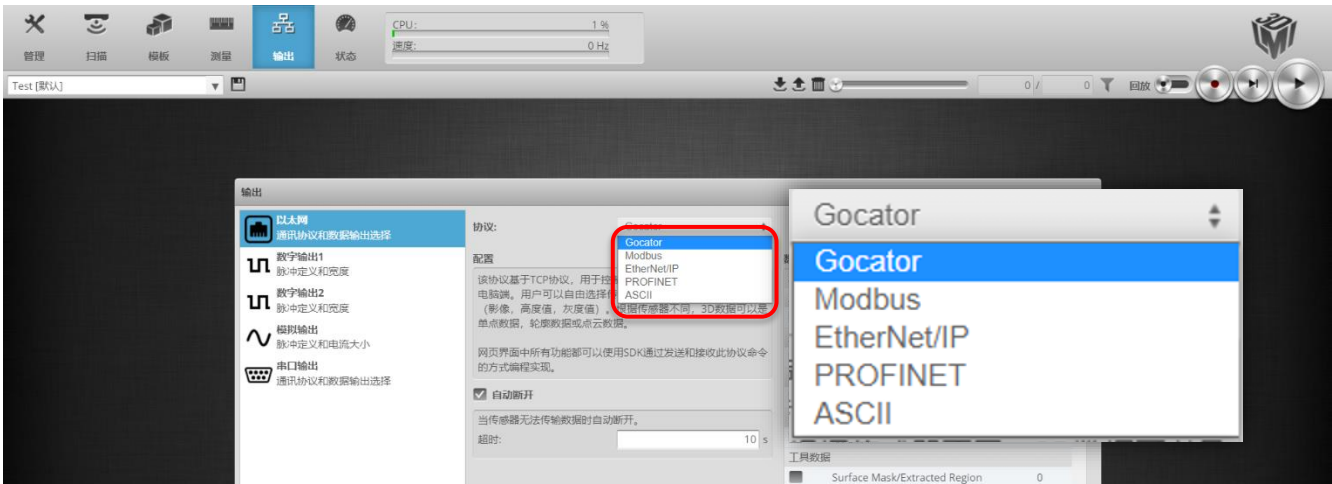 管理
扫描
模板
测量
输出
状态
CPU: 1 %
速度: 0 Hz
Test [默认]
0 / 0
回放
输出
以太网
通讯协议和数据输出选择
数字输出1
脉冲定义和宽度
数字输出2
脉冲定义和宽度
模拟输出
脉冲定义和电流大小
串口输出
通讯协议和数据输出选择
协议:
Gocator
Modbus
EtherNet/IP
PROFINET
ASCII
配置
该协议基于TCP协议，用于控
电脑端。用户可以自由选择
（影像，高度值，灰度值）。根据传感器不同，3D数据可以是
单点数据，轮廓数据或点云数据。
网页界面中所有功能都可以使用SDK通过发送和接收此协议命令
的方式编程实现。
自动断开
当传感器无法传输数据时自动断开。
超时: 10 s
Gocator
Gocator
Modbus
EtherNet/IP
PROFINET
ASCII
工具数据
Surface Mask/Extracted Region 0